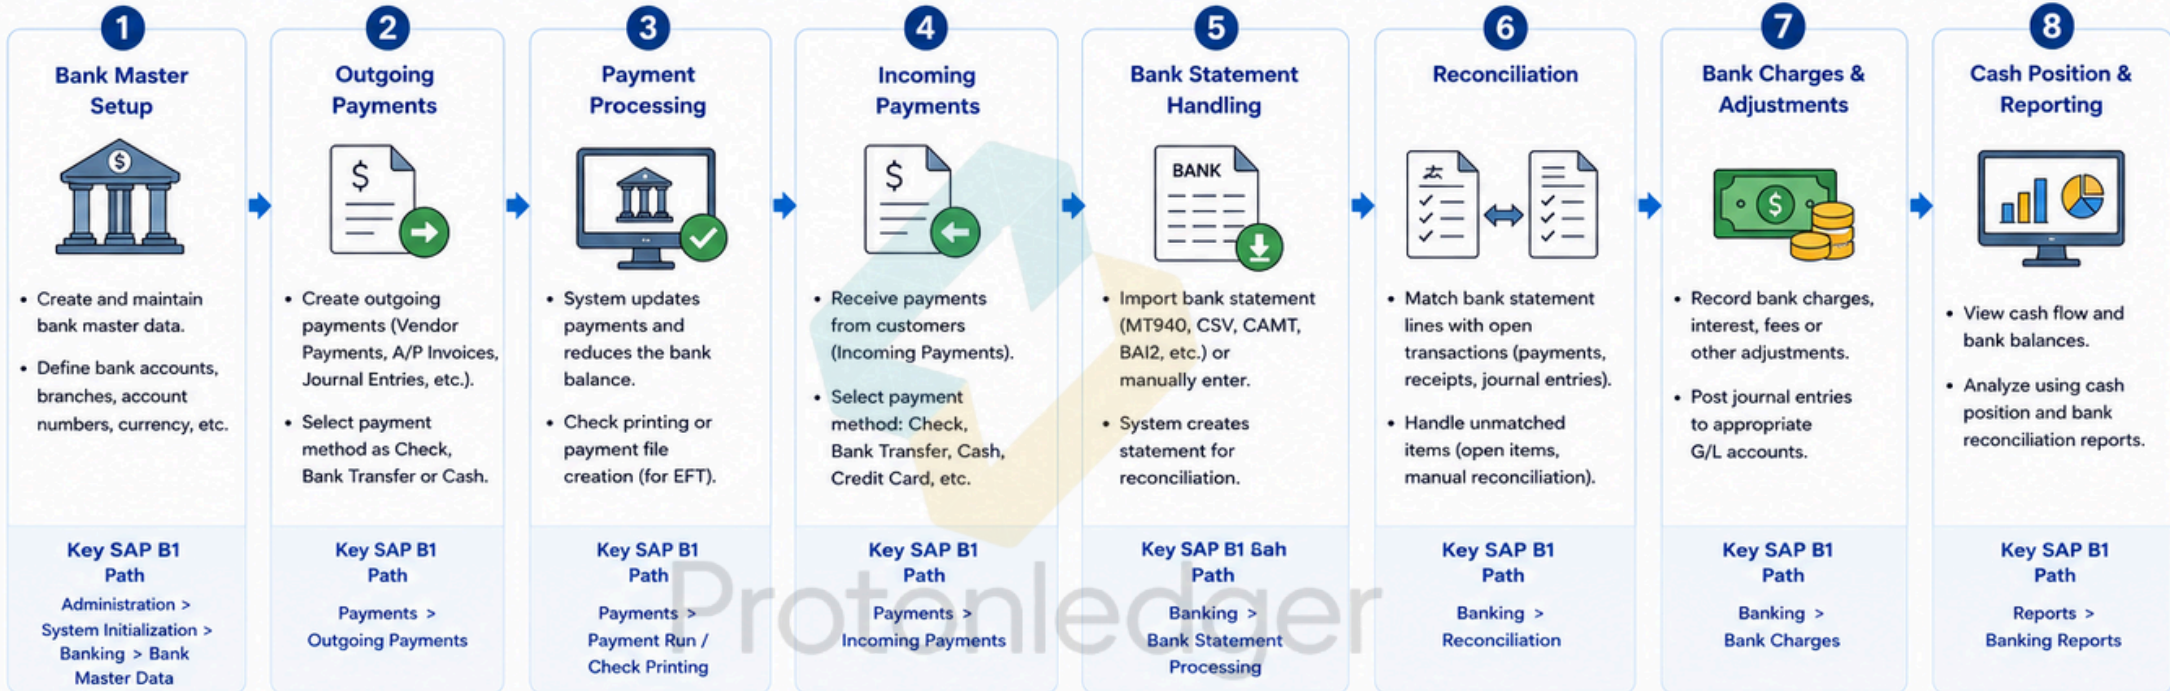 1
Bank Master
Setup
• Create and maintain
bank master data.
• Define bank accounts,
branches, account
numbers, currency, etc.
Key SAP B1
Path
Administration >
System Initialization >
Banking > Bank
Master Data
2
Outgoing
Payments
$
• Create outgoing
payments (Vendor
Payments, A/P Invoices,
Journal Entries, etc.).
• Select payment
method as Check,
Bank Transfer or Cash.
Key SAP B1
Path
Payments >
Outgoing Payments
3
Payment
Processing
• System updates
payments and
reduces the bank
balance.
• Check printing or
payment file
creation (for EFT).
Key SAP B1
Path
Payments >
Payment Run /
Check Printing
4
Incoming
Payments
$
• Receive payments
from customers
(Incoming Payments).
• Select payment
method: Check,
Bank Transfer, Cash,
Credit Card, etc.
Key SAP B1
Path
Payments >
Incoming Payments
5
Bank Statement
Handling
BANK
• Import bank statement
(MT940, CSV, CAMT,
BAI2, etc.) or
manually enter.
• System creates
statement for
reconciliation.
Key SAP B1 8ah
Path
Banking >
Bank Statement
Processing
6
Reconciliation
• Match bank statement
lines with open
transactions (payments,
receipts, journal entries).
• Handle unmatched
items (open items,
manual reconciliation).
Key SAP B1
Path
Banking >
Reconciliation
7
Bank Charges &
Adjustments
$
• Record bank charges,
interest, fees or
other adjustments.
• Post journal entries
to appropriate
G/L accounts.
Key SAP B1
Path
Banking >
Bank Charges
8
Cash Position &
Reporting
• View cash flow and
bank balances.
• Analyze using cash
position and bank
reconciliation reports.
Key SAP B1
Path
Reports >
Banking Reports
Protonledger